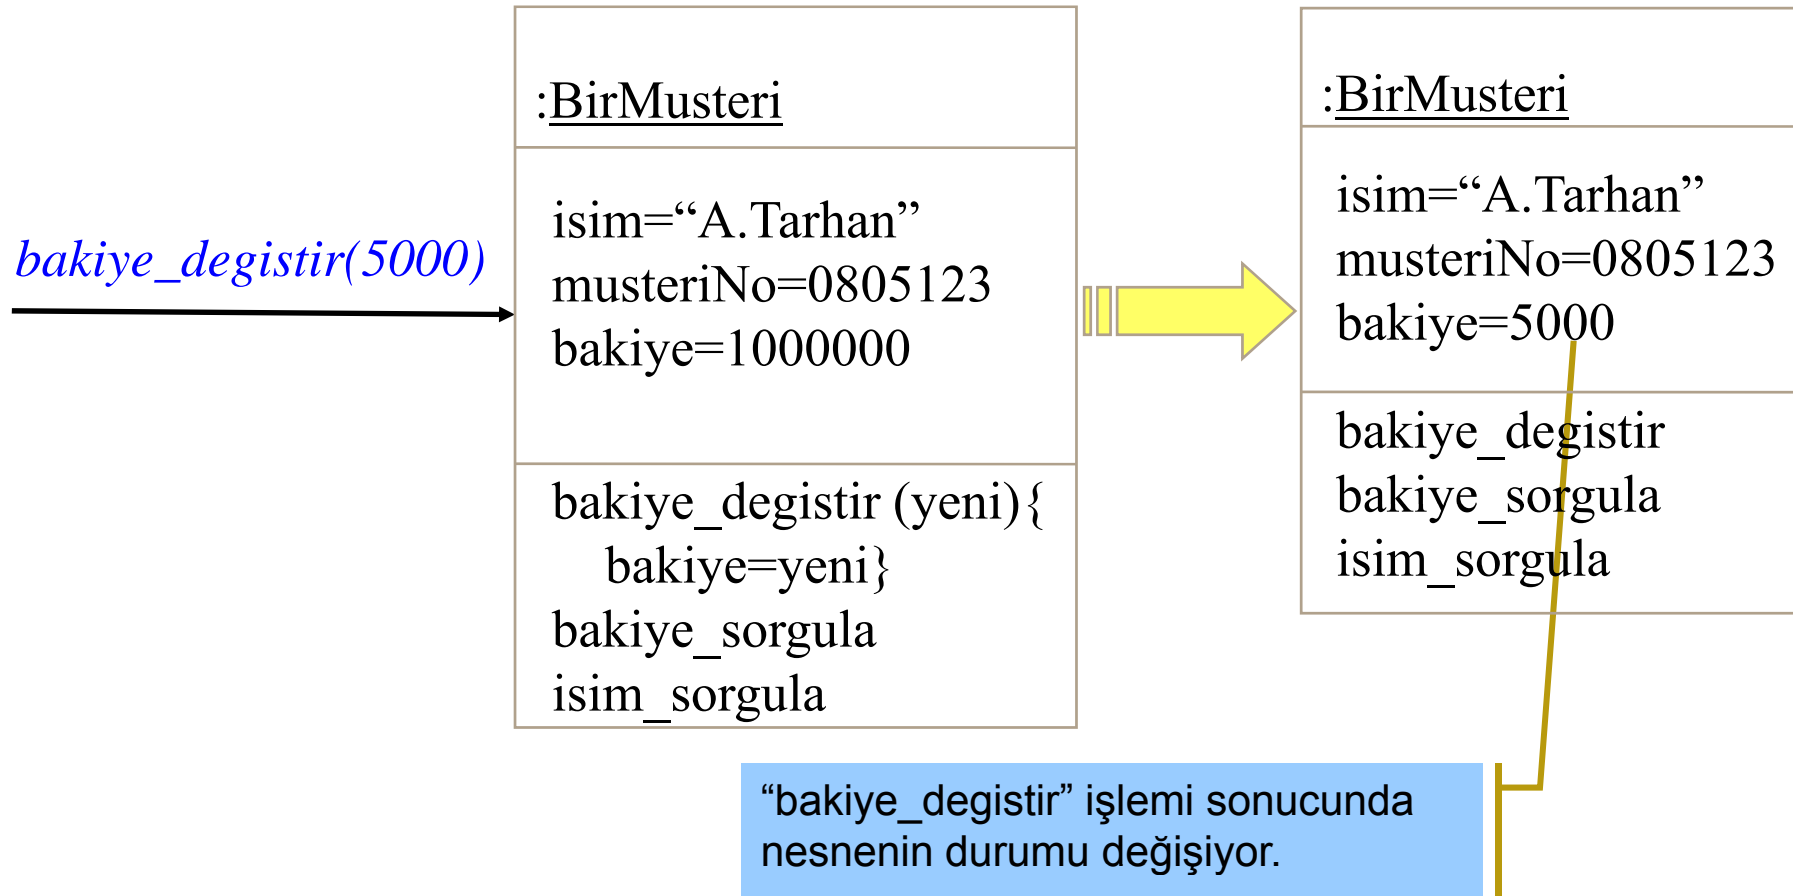 bakiye_degistir(5000)
:BirMusteri
isim=“A.Tarhan”
musteriNo=0805123
bakiye=1000000
bakiye_degistir (yeni){
bakiye=yeni}
bakiye_sorgula
isim_sorgula
:BirMusteri
isim=“A.Tarhan”
musteriNo=0805123
bakiye=5000
bakiye_degistir
bakiye_sorgula
isim_sorgula
“bakiye_degistir” işlemi sonucunda
nesnenin durumu değişiyor.